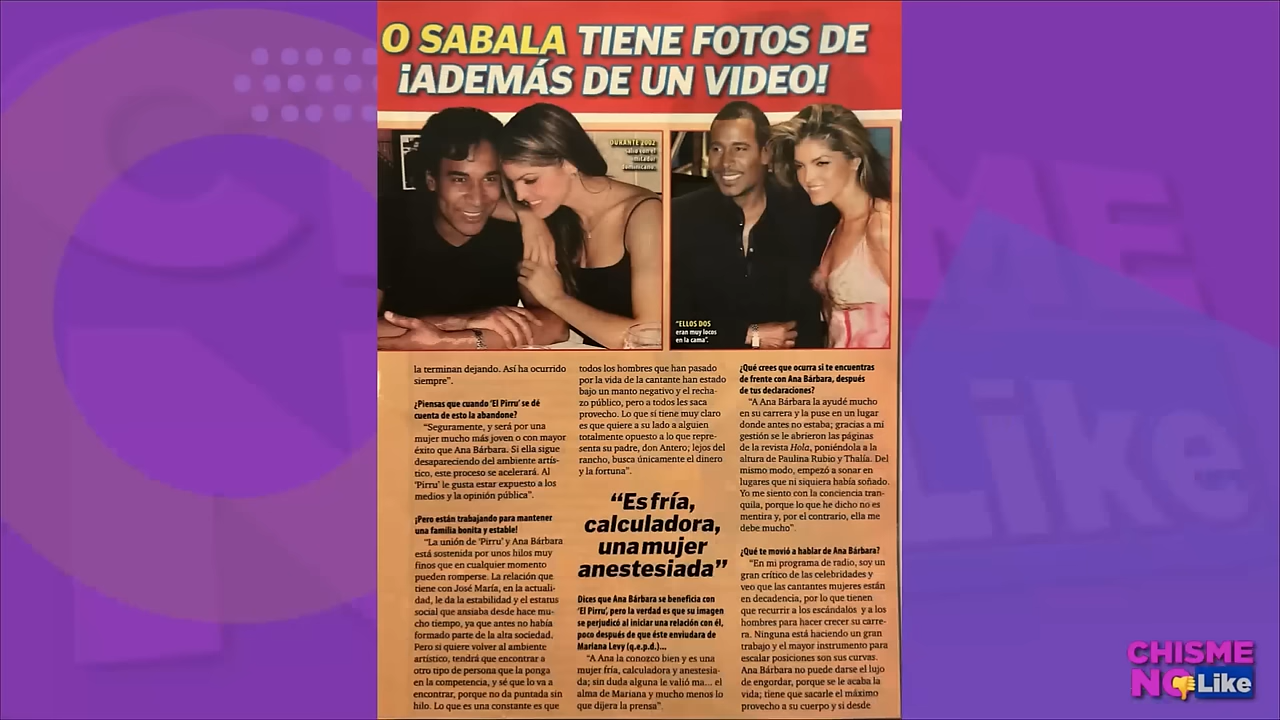 O SABALA TIENE FOTOS DE
¡ADEMÁS DE UN VIDEO!
DURANTE 2002
salió con el
imitador
dominicano.
"ELLOS DOS
eran muy locos
en la cama".
la terminan dejando. Así ha ocurrido
siempre".
¿Piensas que cuando 'El Pirru' se dé
cuenta de esto la abandone?
"Seguramente, y será por una
mujer mucho más joven o con mayor
éxito que Ana Bárbara. Si ella sigue
desapareciendo del ambiente artís-
tico, este proceso se acelerará. Al
'Pirru' le gusta estar expuesto a los
medios y la opinión pública".
¡Pero están trabajando para mantener
una familia bonita y estable!
"La unión de 'Pirru' y Ana Bárbara
está sostenida por unos hilos muy
finos que en cualquier momento
pueden romperse. La relación que
tiene con José María, en la actuali-
dad, le da la estabilidad y el estatus
social que ansiaba desde hace mu-
cho tiempo, ya que antes no había
formado parte de la alta sociedad.
Pero si quiere volver al ambiente
artístico, tendrá que encontrar a
otro tipo de persona que la ponga
en la competencia, y sé que lo va a
encontrar, porque no da puntada sin
hilo. Lo que es una constante es que
todos los hombres que han pasado
por la vida de la cantante han estado
bajo un manto negativo y el recha-
zo público, pero a todos les saca
provecho. Lo que sí tiene muy claro
es que quiere a su lado a alguien
totalmente opuesto a lo que repre-
senta su padre, don Antero; lejos del
rancho, busca únicamente el dinero
y la fortuna".
"Es fría,
calculadora,
una mujer
anestesiada"
Dices que Ana Bárbara se beneficia con
'El Pirru', pero la verdad es que su imagen
se perjudicó al iniciar una relación con él,
poco después de que éste enviudara de
Mariana Levy (q.e.p.d.)...
"A Ana la conozco bien y es una
mujer fría, calculadora y anestesia-
da; sin duda alguna le valió ma... el
alma de Mariana y mucho menos lo
que dijera la prensa".
¿Qué crees que ocurra si te encuentras
de frente con Ana Bárbara, después
de tus declaraciones?
"A Ana Bárbara la ayudé mucho
en su carrera y la puse en un lugar
donde antes no estaba; gracias a mi
gestión se le abrieron las páginas
de la revista Hola, poniéndola a la
altura de Paulina Rubio y Thalía. Del
mismo modo, empezó a sonar en
lugares que ni siquiera había soñado.
Yo me siento con la conciencia tran-
quila, porque lo que he dicho no es
mentira y, por el contrario, ella me
debe mucho".
¿Qué te movió a hablar de Ana Bárbara?
"En mi programa de radio, soy un
gran crítico de las celebridades y
veo que las cantantes mujeres están
en decadencia, por lo que tienen
que recurrir a los escándalos y a los
hombres para hacer crecer su carre-
ra. Ninguna está haciendo un gran
trabajo y el mayor instrumento para
escalar posiciones son sus curvas.
Ana Bárbara no puede darse el lujo
de engordar, porque se le acaba la
vida; tiene que sacarle el máximo
provecho a su cuerpo y si desde
CHISME
NO Like